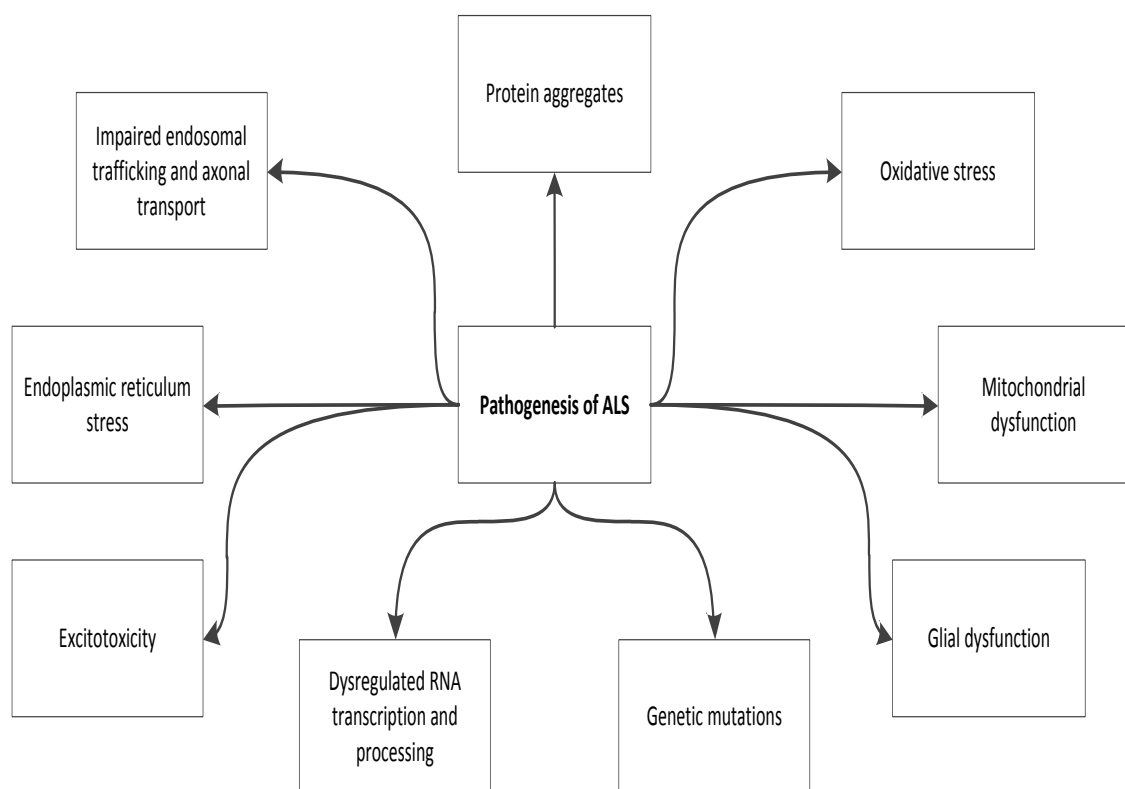 Protein aggregates
Impaired endosomal
trafficking and axonal
transport
Oxidative stress
Endoplasmic reticulum
stress
Pathogenesis of ALS
Mitochondrial
dysfunction
Excitotoxicity
Dysregulated RNA
transcription and
processing
Genetic mutations
Glial dysfunction